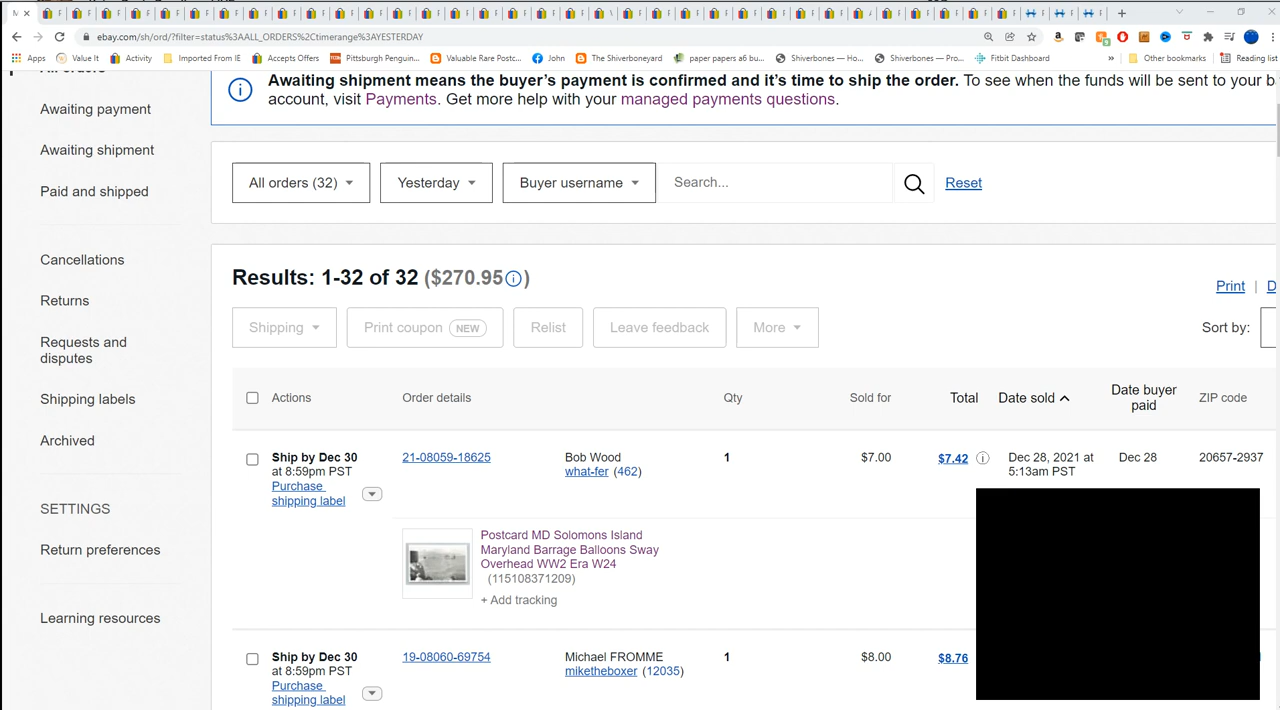 ebay.com/sh/ord/?filter=status%3AALL_ORDERS%2Ctimerange%3AYESTERDAY
Apps Value It Activity Imported From IE Accepts Offers Pittsburgh Penguin... John Valuable Rare Postc... The Shiverboneyard paper papers a6 bu... Shiverbones — Ho... Shiverbones — Pro... Fitbit Dashboard » Other bookmarks Reading list
Awaiting shipment means the buyer's payment is confirmed and it's time to ship the order. To see when the funds will be sent to your b
account, visit Payments. Get more help with your managed payments questions.
All orders
Awaiting payment
Awaiting shipment
Paid and shipped
Cancellations
Returns
Requests and
disputes
Shipping labels
Archived
SETTINGS
Return preferences
Learning resources
All orders (32) Yesterday Buyer username Search... Reset
Results: 1-32 of 32 ($270.95)
Print | D
Shipping Print coupon NEW Relist Leave feedback More Sort by:
Actions Order details Qty Sold for Total Date sold Date buyer
paid ZIP code
Ship by Dec 30 21-08059-18625 Bob Wood 1 $7.00 $7.42 Dec 28, 2021 at Dec 28 20657-2937
at 8:59pm PST what-fer (462) 5:13am PST
Purchase
shipping label
Postcard MD Solomons Island
Maryland Barrage Balloons Sway
Overhead WW2 Era W24
(115108371209)
+ Add tracking
Ship by Dec 30 19-08060-69754 Michael FROMME 1 $8.00 $8.76
at 8:59pm PST miketheboxer (12035)
Purchase
shipping label